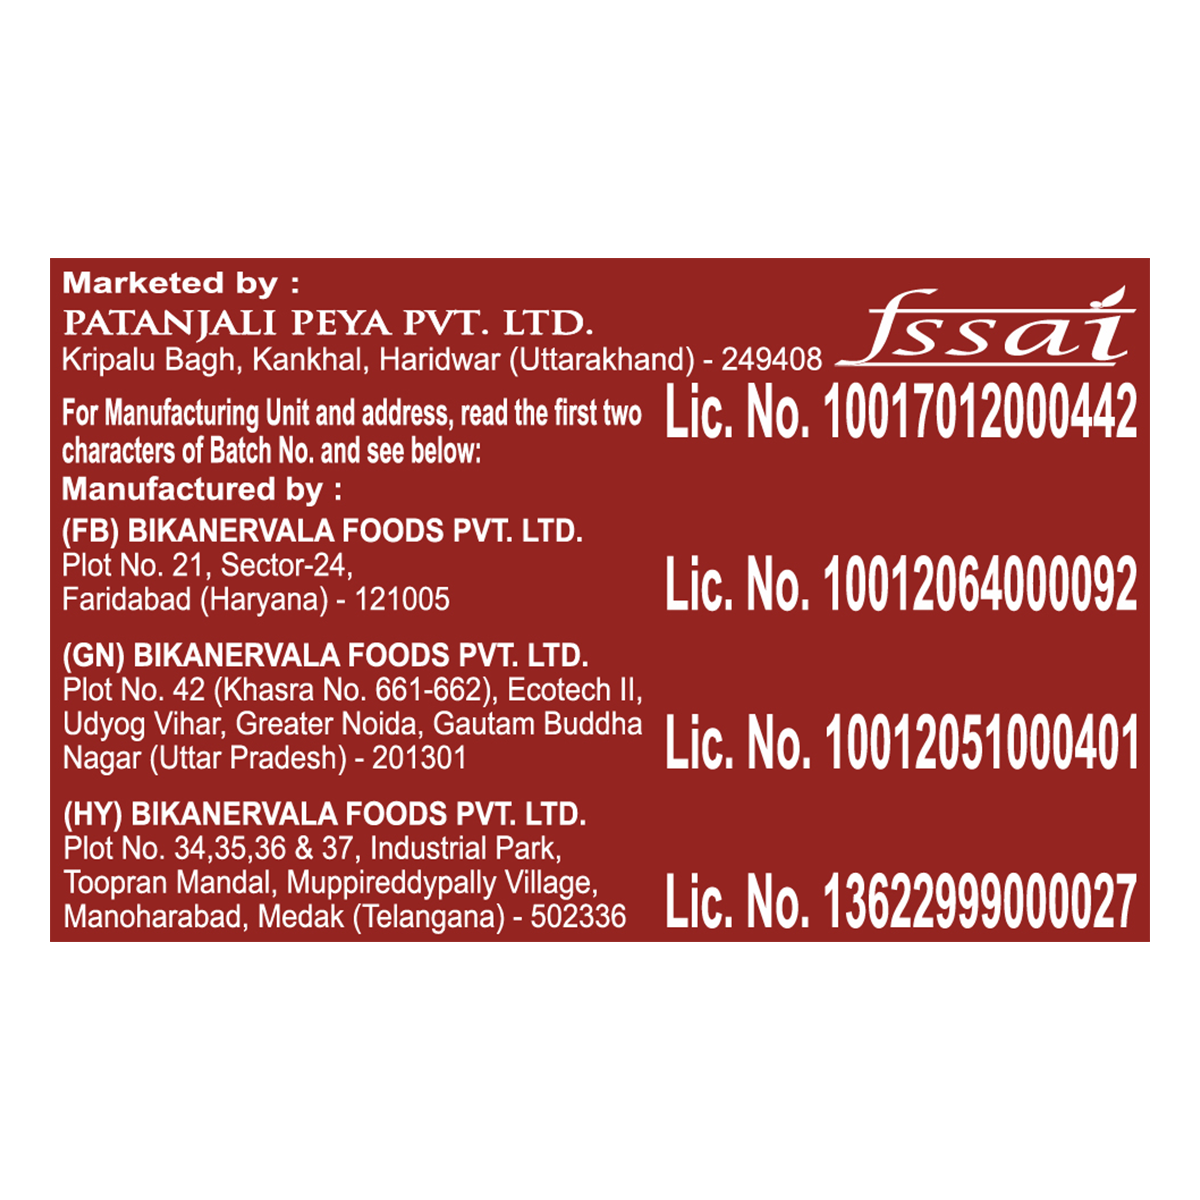 Marketed by :
PATANJALI PEYA PVT. LTD.
Kripalu Bagh, Kankhal, Haridwar (Uttarakhand) - 249408
fssai
Lic. No. 10017012000442
For Manufacturing Unit and address, read the first two
characters of Batch No. and see below:
Manufactured by :
(FB) BIKANERVALA FOODS PVT. LTD.
Plot No. 21, Sector-24,
Faridabad (Haryana) - 121005
Lic. No. 10012064000092
(GN) BIKANERVALA FOODS PVT. LTD.
Plot No. 42 (Khasra No. 661-662), Ecotech II,
Udyog Vihar, Greater Noida, Gautam Buddha
Nagar (Uttar Pradesh) - 201301
Lic. No. 10012051000401
(HY) BIKANERVALA FOODS PVT. LTD.
Plot No. 34,35,36 & 37, Industrial Park,
Toopran Mandal, Muppireddypally Village,
Manoharabad, Medak (Telangana) - 502336
Lic. No. 13622999000027